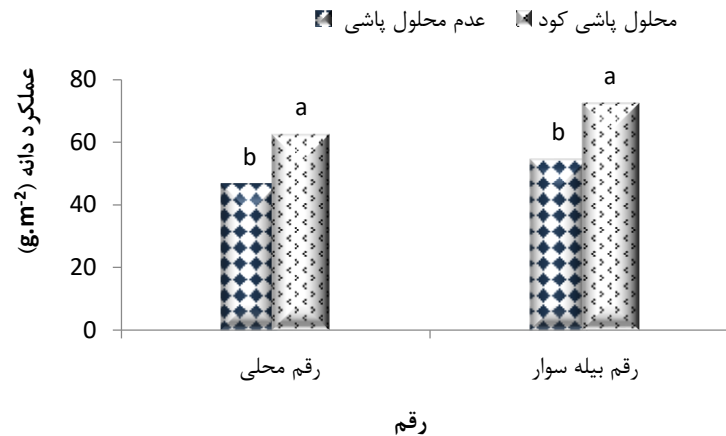 محلول پاشی کود عدم محلول پاشی
عملکرد دانه (g.m-2)
80
60
40
20
0
b
a
b
a
رقم محلی
رقم بیله سوار
رقم